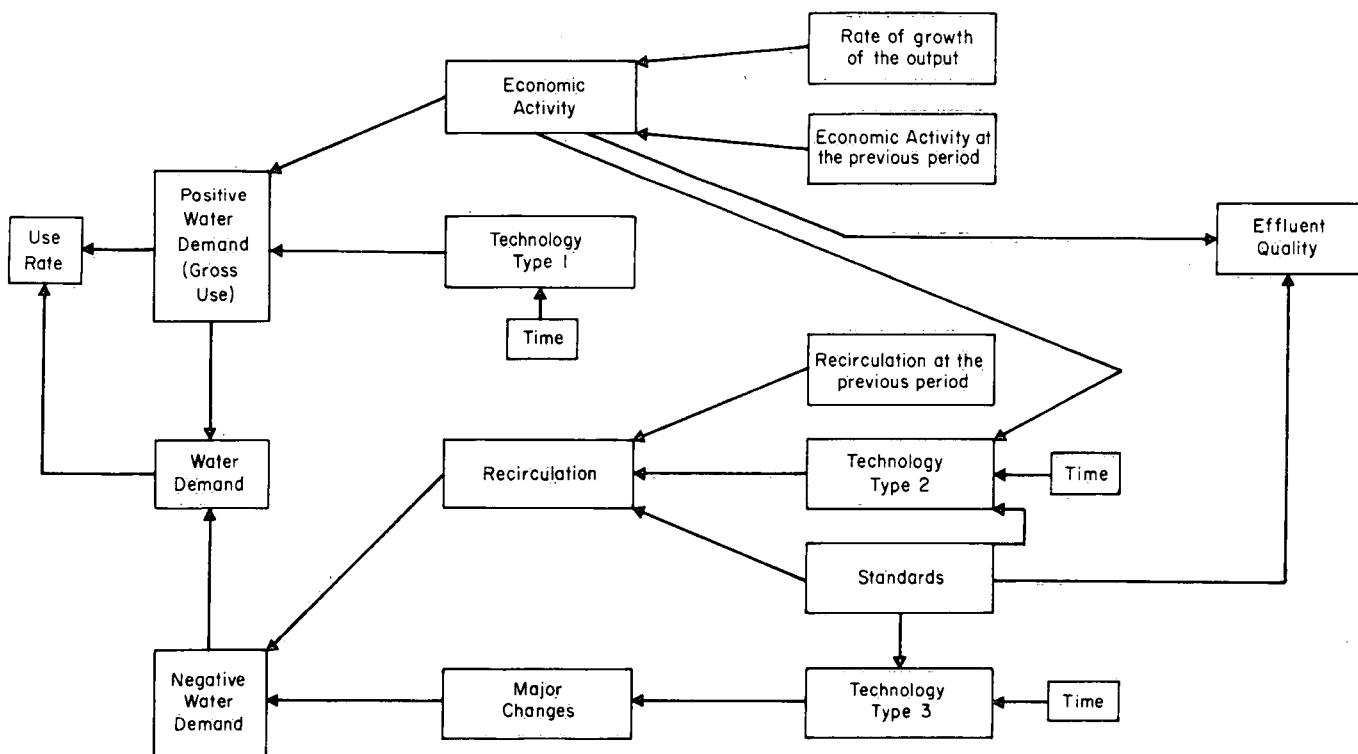 Rate of growth
of the output
Economic
Activity
Economic Activity at
the previous period
Positive
Water
Demand
(Gross
Use)
Use
Rate
Technology
Type 1
Effluent
Quality
Time
Recirculation at the
previous period
Water
Demand
Recirculation
Technology
Type 2
Time
Standards
Negative
Water
Demand
Major
Changes
Technology
Type 3
Time